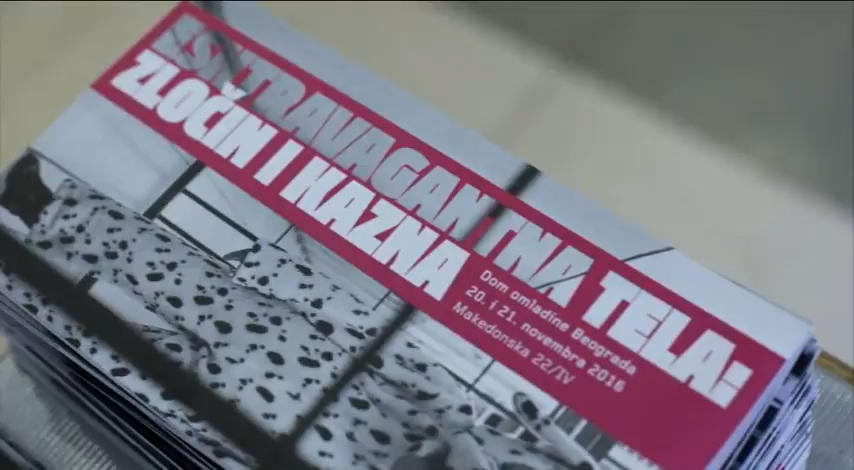 EKSTRAVAGANTNA TELA:
ZLOČIN I KAZNA
Dom omladine Beograda
20. i 21. novembra 2016
Makedonska 22/IV